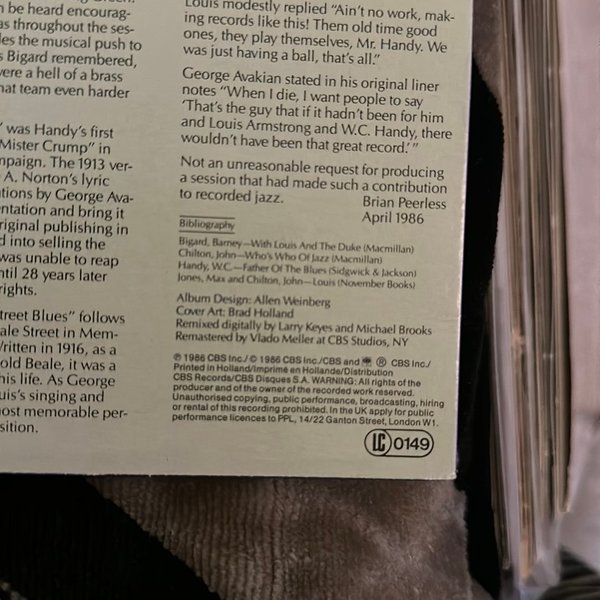 n be heard encourag-
as throughout the ses-
les the musical push to
s Bigard remembered,
vere a hell of a brass
hat team even harder
" was Handy's first
Mister Crump" in
mpaign. The 1913 ver-
A. Norton's lyric
tions by George Ava-
entation and bring it
riginal publishing in
d into selling the
was unable to reap
ntil 28 years later
rights.
treet Blues" follows
ale Street in Mem-
Written in 1916, as a
old Beale, it was a
his life. As George
uis's singing and
ost memorable per-
sition.
Louis modestly replied "Ain't no work, mak-
ing records like this! Them old time good
ones, they play themselves, Mr. Handy. We
was just having a ball, that's all."
George Avakian stated in his original liner
notes "When I die, I want people to say
'That's the guy that if it hadn't been for him
and Louis Armstrong and W.C. Handy, there
wouldn't have been that great record.'"
Not an unreasonable request for producing
a session that had made such a contribution
to recorded jazz. Brian Peerless
April 1986
Bibliography
Bigard, Barney—With Louis And The Duke (Macmillan)
Chilton, John—Who's Who Of Jazz (Macmillan)
Handy, W.C.—Father Of The Blues (Sidgwick & Jackson)
Jones, Max and Chilton, John—Louis (November Books)
Album Design: Allen Weinberg
Cover Art: Brad Holland
Remixed digitally by Larry Keyes and Michael Brooks
Remastered by Vlado Meller at CBS Studios, NY
℗ 1986 CBS Inc./© 1986 CBS Inc./CBS and ® CBS Inc./
Printed in Holland/Imprimé en Hollande/Distribution
CBS Records/CBS Disques S.A. WARNING: All rights of the
producer and of the owner of the recorded work reserved.
Unauthorised copying, public performance, broadcasting, hiring
or rental of this recording prohibited. In the UK apply for public
performance licences to PPL, 14/22 Ganton Street, London W1.
LC 0149